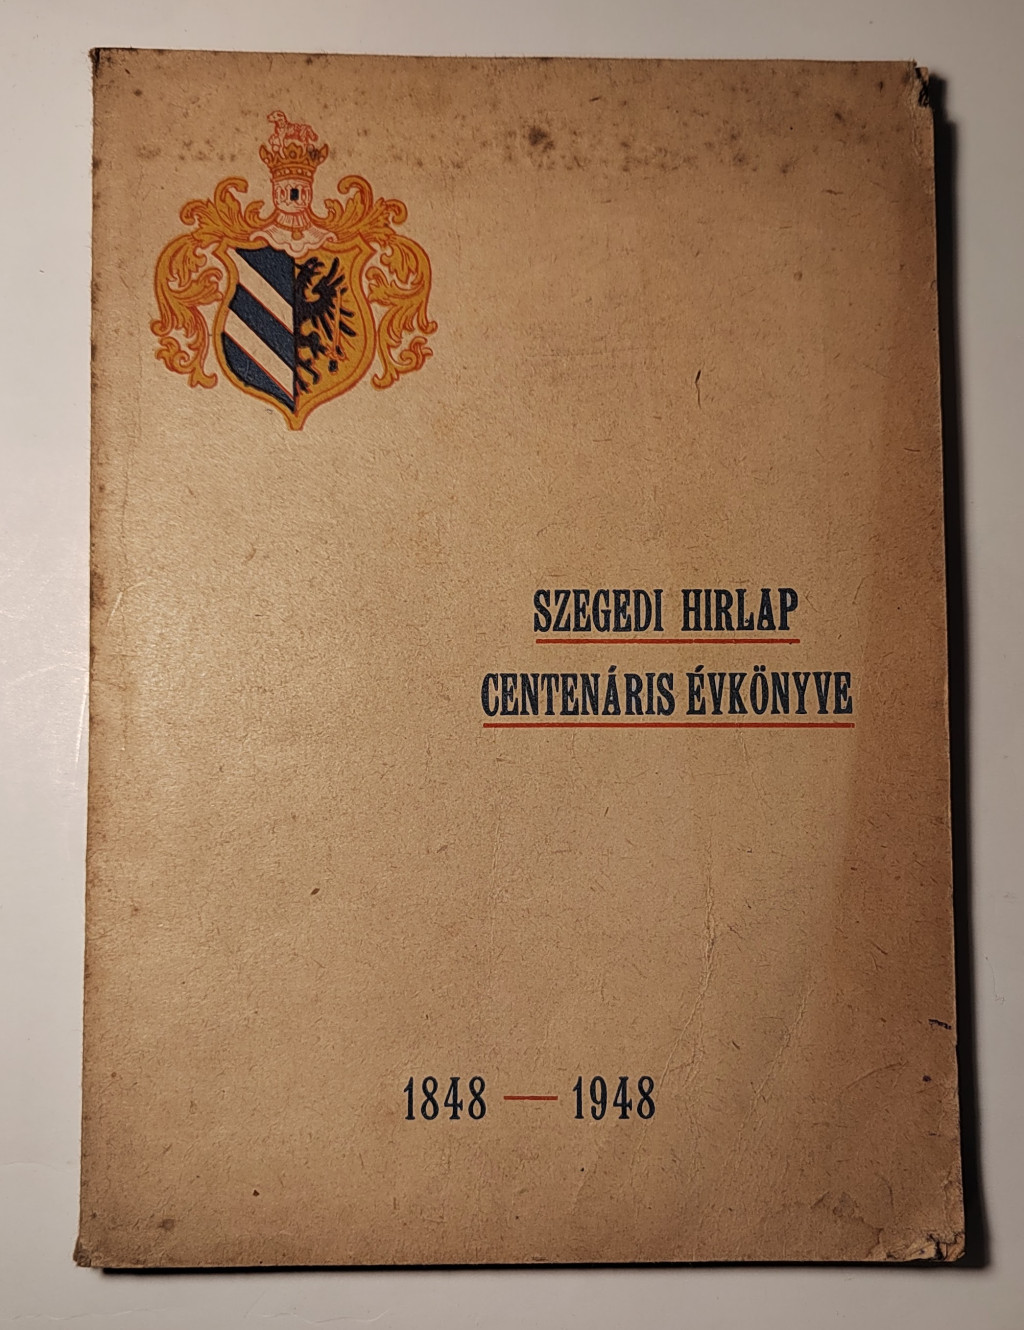 SZEGEDI HIRLAP
CENTENÁRIS ÉVKÖNYVE
1848 — 1948